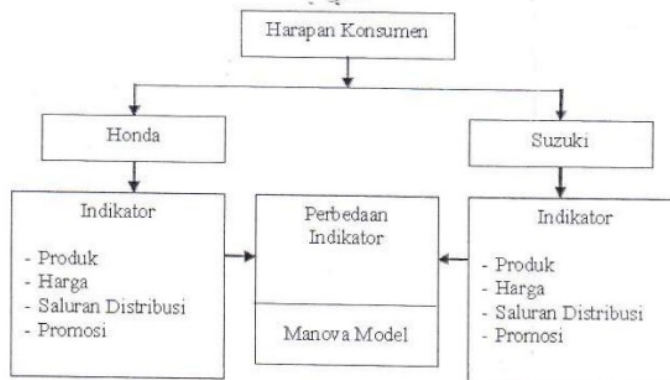 Harapan Konsumen
Honda
Suzuki
Indikator
- Produk
- Harga
- Saluran Distribusi
- Promosi
Perbedaan
Indikator
Manova Model
Indikator
- Produk
- Harga
- Saluran Distribusi
- Promosi